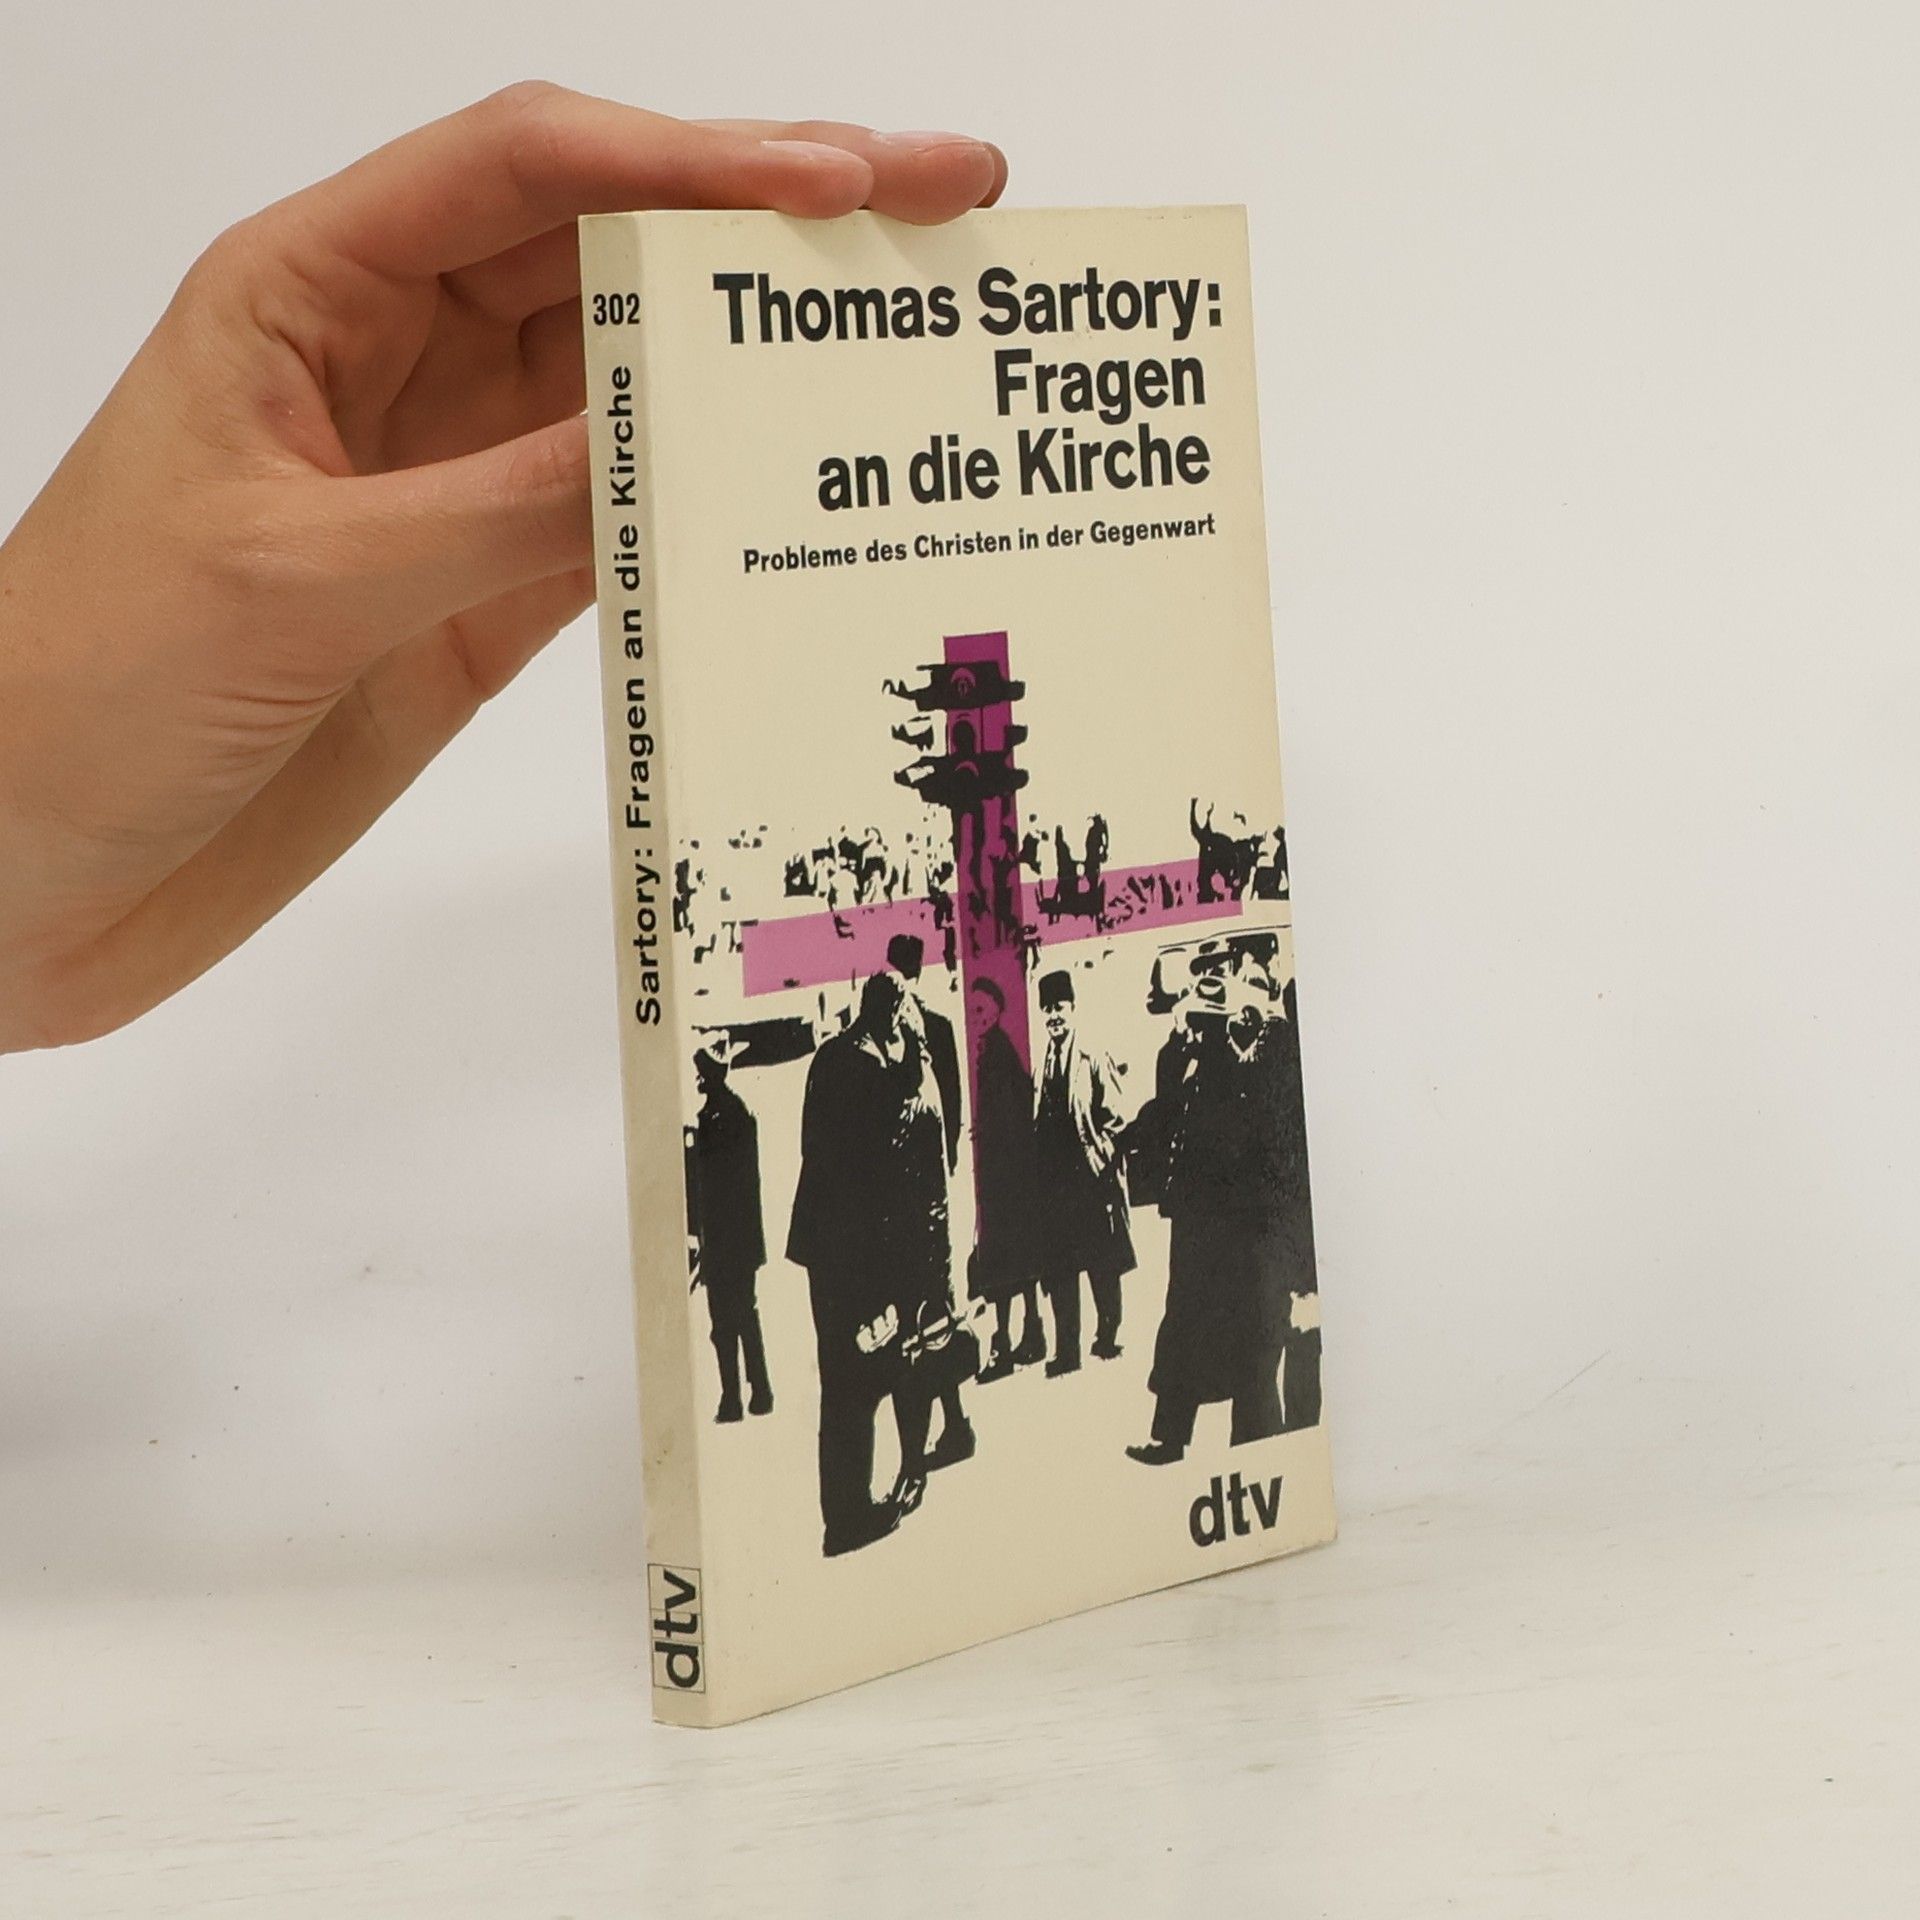 302
Sartory: Fragen an die Kirche
dtv
Thomas Sartory:
Fragen
an die Kirche
Probleme des Christen in der Gegenwart
dtv